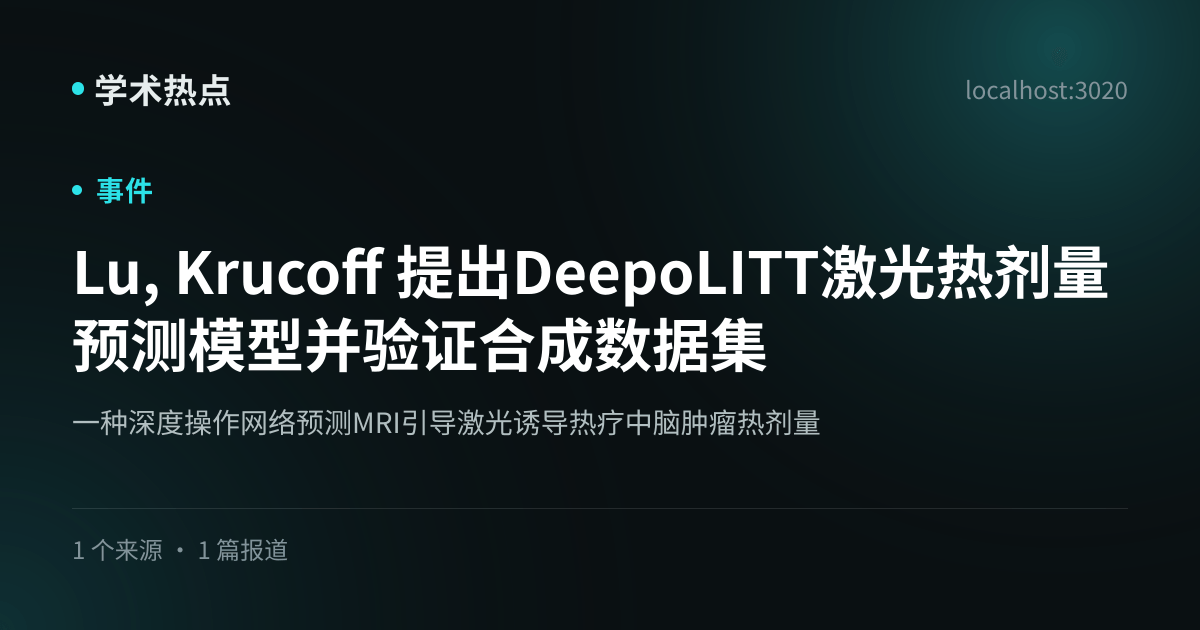 学术热点
localhost:3020
事件
Lu, Krucoff 提出DeepoLITT激光热剂量
预测模型并验证合成数据集
一种深度操作网络预测MRI引导激光诱导热疗中脑肿瘤热剂量
1 个来源 · 1 篇报道